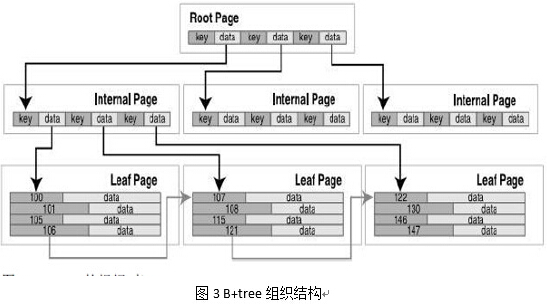 Root Page
key data key data key data
Internal Page Internal Page Internal Page
key data key data key data key data key data key data key data key data key data
Leaf Page Leaf Page Leaf Page
100 data 107 data 122 data
101 data 108 data 130 data
105 data 115 data 146 data
106 data 121 data 147 data
图 3 B+tree 组织结构